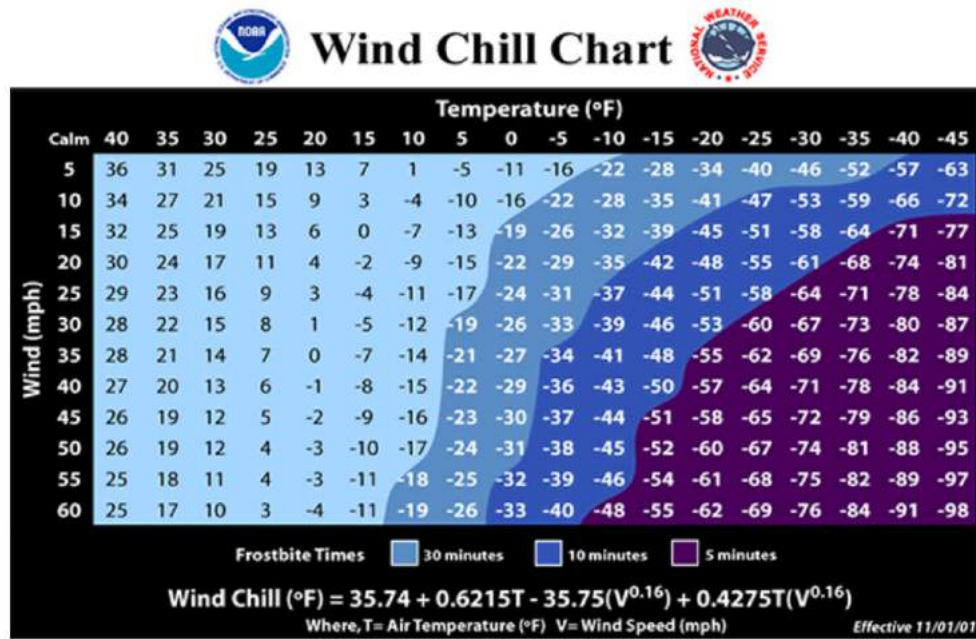 NOAA
Wind Chill Chart
NATIONAL WEATHER SERVICE
Temperature (ºF)
Calm 40 35 30 25 20 15 10 5 0 -5 -10 -15 -20 -25 -30 -35 -40 -45
Wind (mph)
5 36 31 25 19 13 7 1 -5 -11 -16 -22 -28 -34 -40 -46 -52 -57 -63
10 34 27 21 15 9 3 -4 -10 -16 -22 -28 -35 -41 -47 -53 -59 -66 -72
15 32 25 19 13 6 0 -7 -13 -19 -26 -32 -39 -45 -51 -58 -64 -71 -77
20 30 24 17 11 4 -2 -9 -15 -22 -29 -35 -42 -48 -55 -61 -68 -74 -81
25 29 23 16 9 3 -4 -11 -17 -24 -31 -37 -44 -51 -58 -64 -71 -78 -84
30 28 22 15 8 1 -5 -12 -19 -26 -33 -39 -46 -53 -60 -67 -73 -80 -87
35 28 21 14 7 0 -7 -14 -21 -27 -34 -41 -48 -55 -62 -69 -76 -82 -89
40 27 20 13 6 -1 -8 -15 -22 -29 -36 -43 -50 -57 -64 -71 -78 -84 -91
45 26 19 12 5 -2 -9 -16 -23 -30 -37 -44 -51 -58 -65 -72 -79 -86 -93
50 26 19 12 4 -3 -10 -17 -24 -31 -38 -45 -52 -60 -67 -74 -81 -88 -95
55 25 18 11 4 -3 -11 -18 -25 -32 -39 -46 -54 -61 -68 -75 -82 -89 -97
60 25 17 10 3 -4 -11 -19 -26 -33 -40 -48 -55 -62 -69 -76 -84 -91 -98
Frostbite Times 30 minutes 10 minutes 5 minutes
Wind Chill (ºF) = 35.74 + 0.6215T - 35.75(V^0.16) + 0.4275T(V^0.16)
Where, T= Air Temperature (ºF) V= Wind Speed (mph)
Effective 11/01/01